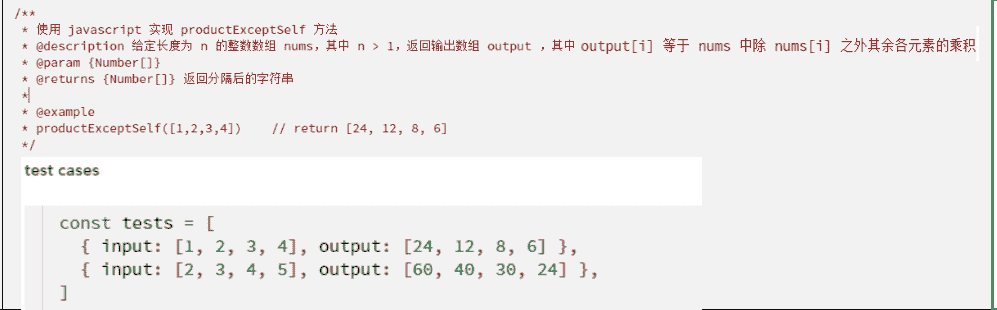 /**
* 使用 javascript 实现 productExceptSelf 方法
* @description 给定长度为 n 的整数数组 nums，其中 n > 1，返回输出数组 output ，其中 output[i] 等于 nums 中除 nums[i] 之外其余各元素的乘积
* @param {Number[]}
* @returns {Number[]} 返回分隔后的字符串
*
* @example
* productExceptSelf([1,2,3,4])    // return [24, 12, 8, 6]
*/
test cases
const tests = [
{ input: [1, 2, 3, 4], output: [24, 12, 8, 6] },
{ input: [2, 3, 4, 5], output: [60, 40, 30, 24] },
]